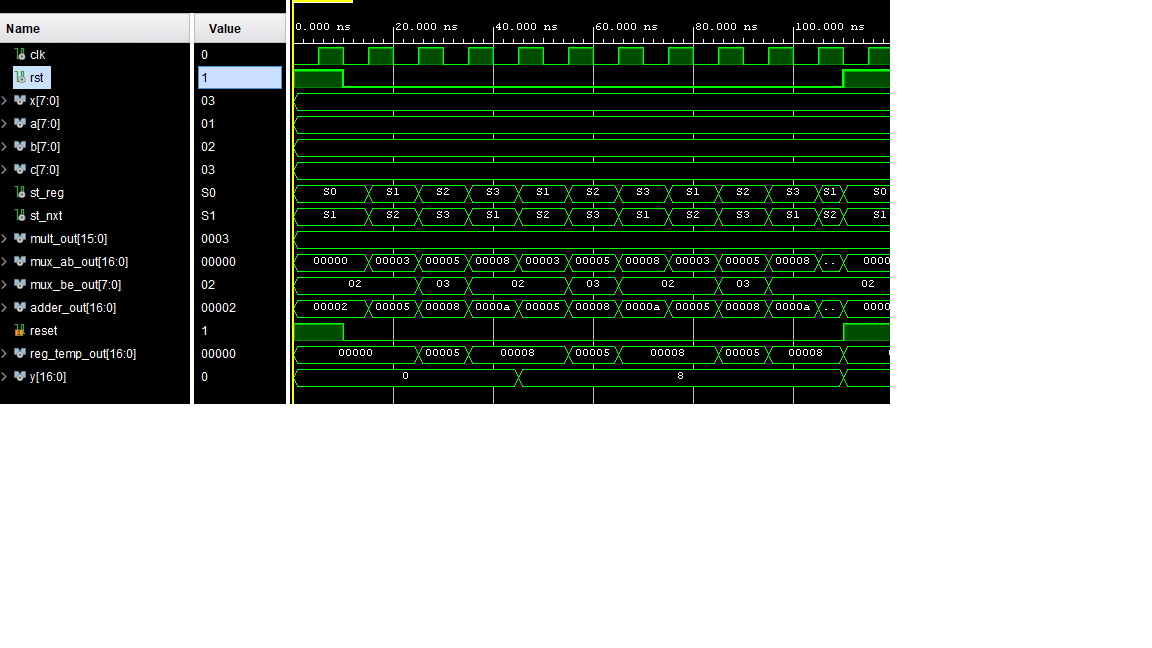 Name Value 0.000 ns 20.000 ns 40.000 ns 60.000 ns 80.000 ns 100.000 ns
clk 0
rst 1
x[7:0] 03
a[7:0] 01
b[7:0] 02
c[7:0] 03
st_reg S0 S0 S1 S2 S3 S1 S2 S3 S1 S2 S3 S1 S0
st_nxt S1 S1 S2 S3 S1 S2 S3 S1 S2 S3 S1 S2 S1
mult_out[15:0] 0003
mux_ab_out[16:0] 00000 00000 00003 00005 00008 00003 00005 00008 00003 00005 00008 .. 0000
mux_be_out[7:0] 02 02 03 02 03 02 03 02
adder_out[16:0] 00002 00002 00005 00008 0000a 00005 00008 0000a 00005 00008 0000a .. 0000
reset 1
reg_temp_out[16:0] 00000 00000 00005 00008 00005 00008 00005 00008
y[16:0] 0 0 8